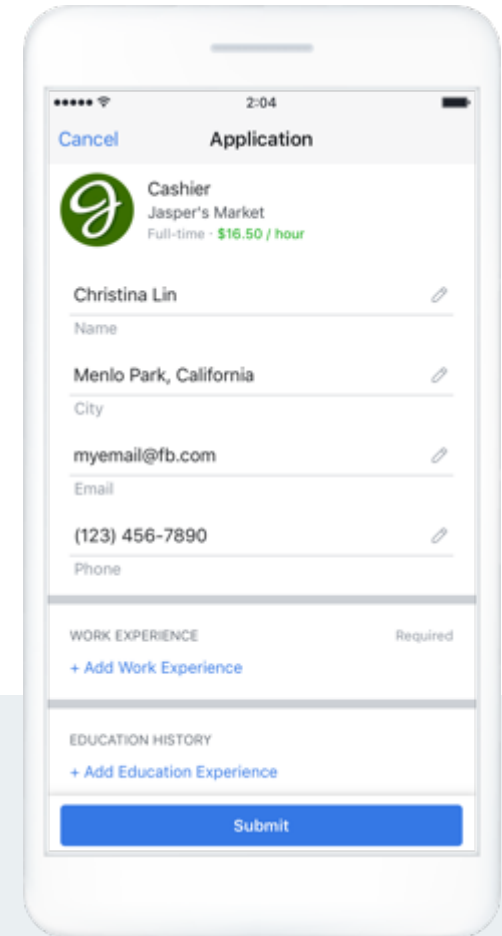 2:04
Cancel Application
Cashier
Jasper's Market
Full-time · $16.50 / hour
Christina Lin
Name
Menlo Park, California
City
myemail@fb.com
Email
(123) 456-7890
Phone
WORK EXPERIENCE Required
+ Add Work Experience
EDUCATION HISTORY
+ Add Education Experience
Submit